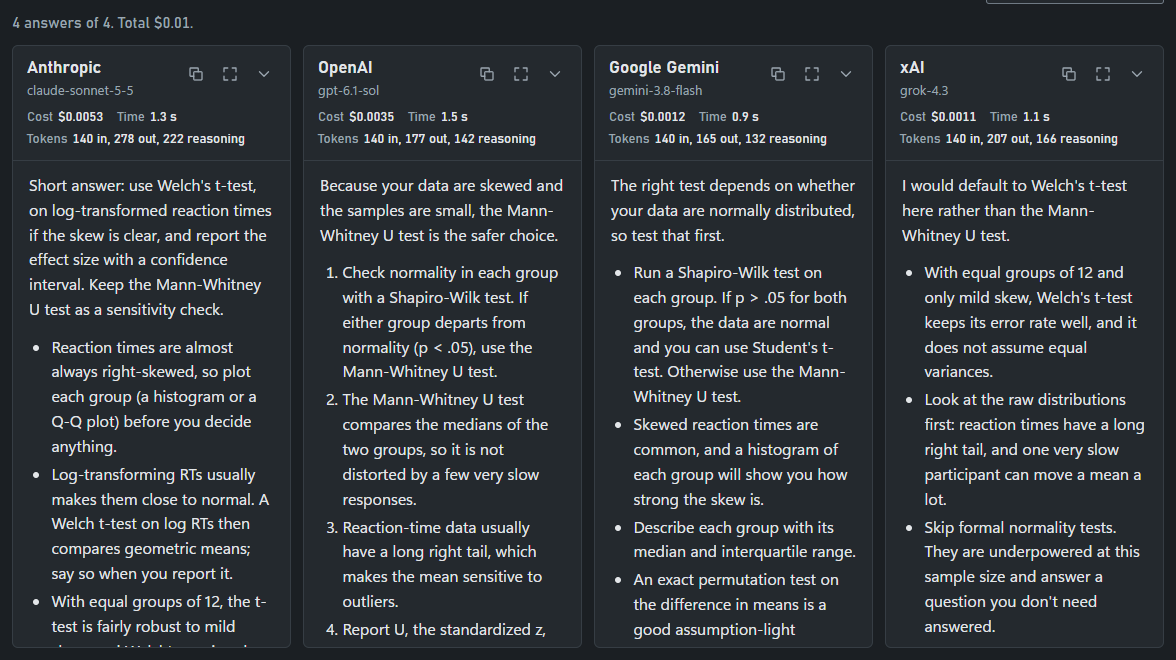 4 answers of 4. Total $0.01.
Anthropic
claude-sonnet-5-5
Cost $0.0053 Time 1.3 s
Tokens 140 in, 278 out, 222 reasoning
Short answer: use Welch's t-test,
on log-transformed reaction times
if the skew is clear, and report the
effect size with a confidence
interval. Keep the Mann-Whitney
U test as a sensitivity check.
• Reaction times are almost
always right-skewed, so plot
each group (a histogram or a
Q-Q plot) before you decide
anything.
• Log-transforming RTs usually
makes them close to normal. A
Welch t-test on log RTs then
compares geometric means;
say so when you report it.
• With equal groups of 12, the t-
test is fairly robust to mild
OpenAI
gpt-6.1-sol
Cost $0.0035 Time 1.5 s
Tokens 140 in, 177 out, 142 reasoning
Because your data are skewed and
the samples are small, the Mann-
Whitney U test is the safer choice.
1. Check normality in each group
with a Shapiro-Wilk test. If
either group departs from
normality (p < .05), use the
Mann-Whitney U test.
2. The Mann-Whitney U test
compares the medians of the
two groups, so it is not
distorted by a few very slow
responses.
3. Reaction-time data usually
have a long right tail, which
makes the mean sensitive to
outliers.
4. Report U, the standardized z,
Google Gemini
gemini-3.8-flash
Cost $0.0012 Time 0.9 s
Tokens 140 in, 165 out, 132 reasoning
The right test depends on whether
your data are normally distributed,
so test that first.
• Run a Shapiro-Wilk test on
each group. If p > .05 for both
groups, the data are normal
and you can use Student's t-
test. Otherwise use the Mann-
Whitney U test.
• Skewed reaction times are
common, and a histogram of
each group will show you how
strong the skew is.
• Describe each group with its
median and interquartile range.
• An exact permutation test on
the difference in means is a
good assumption-light
xAI
grok-4.3
Cost $0.0011 Time 1.1 s
Tokens 140 in, 207 out, 166 reasoning
I would default to Welch's t-test
here rather than the Mann-
Whitney U test.
• With equal groups of 12 and
only mild skew, Welch's t-test
keeps its error rate well, and it
does not assume equal
variances.
• Look at the raw distributions
first: reaction times have a long
right tail, and one very slow
participant can move a mean a
lot.
• Skip formal normality tests.
They are underpowered at this
sample size and answer a
question you don't need
answered.